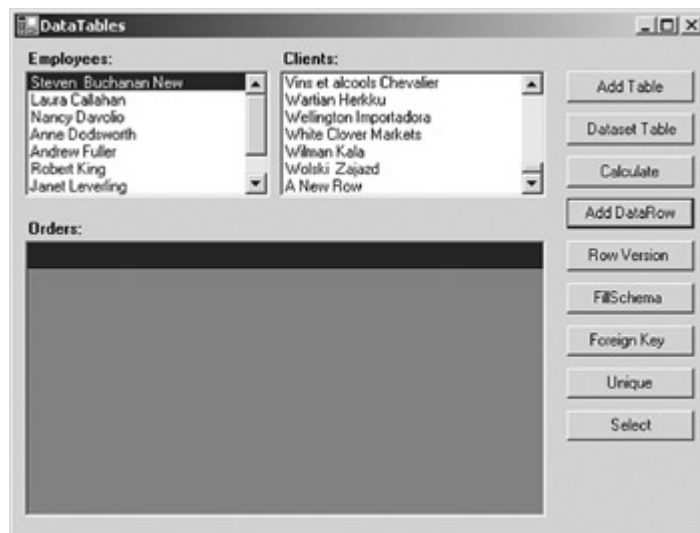 DataTables
Employees:
Steven Buchanan New
Laura Callahan
Nancy Davolio
Anne Dodsworth
Andrew Fuller
Robert King
Janet Leverling
Clients:
Vins et alcools Chevalier
Wartian Herkku
Wellington Importadora
White Clover Markets
Wilman Kala
Wolski Zajazd
A New Row
Add Table
Dataset Table
Calculate
Add DataRow
Row Version
FillSchema
Foreign Key
Unique
Select
Orders: